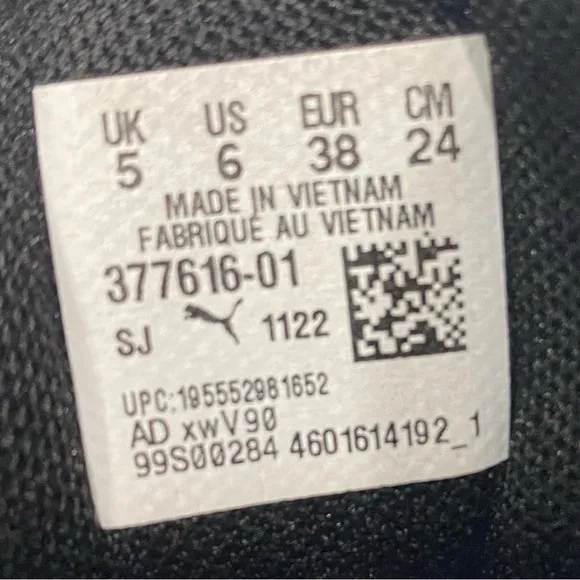 UK US EUR CM
5 6 38 24
MADE IN VIETNAM
FABRIQUÉ AU VIETNAM
377616-01
SJ 1122
UPC:195552981652
AD xwV90
99S00284 4601614192_1